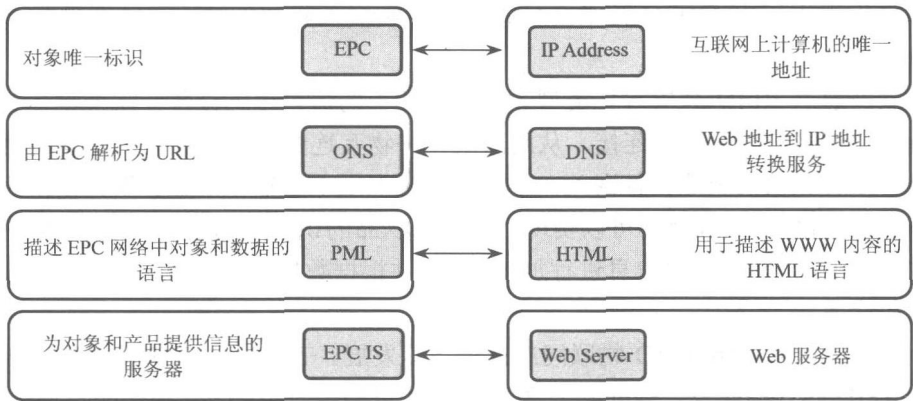 对象唯一标识
EPC
IP Address
互联网上计算机的唯一
地址
由 EPC 解析为 URL
ONS
DNS
Web 地址到 IP 地址
转换服务
描述 EPC 网络中对象和数据的
语言
PML
HTML
用于描述 WWW 内容的
HTML 语言
为对象和产品提供信息的
服务器
EPC IS
Web Server
Web 服务器